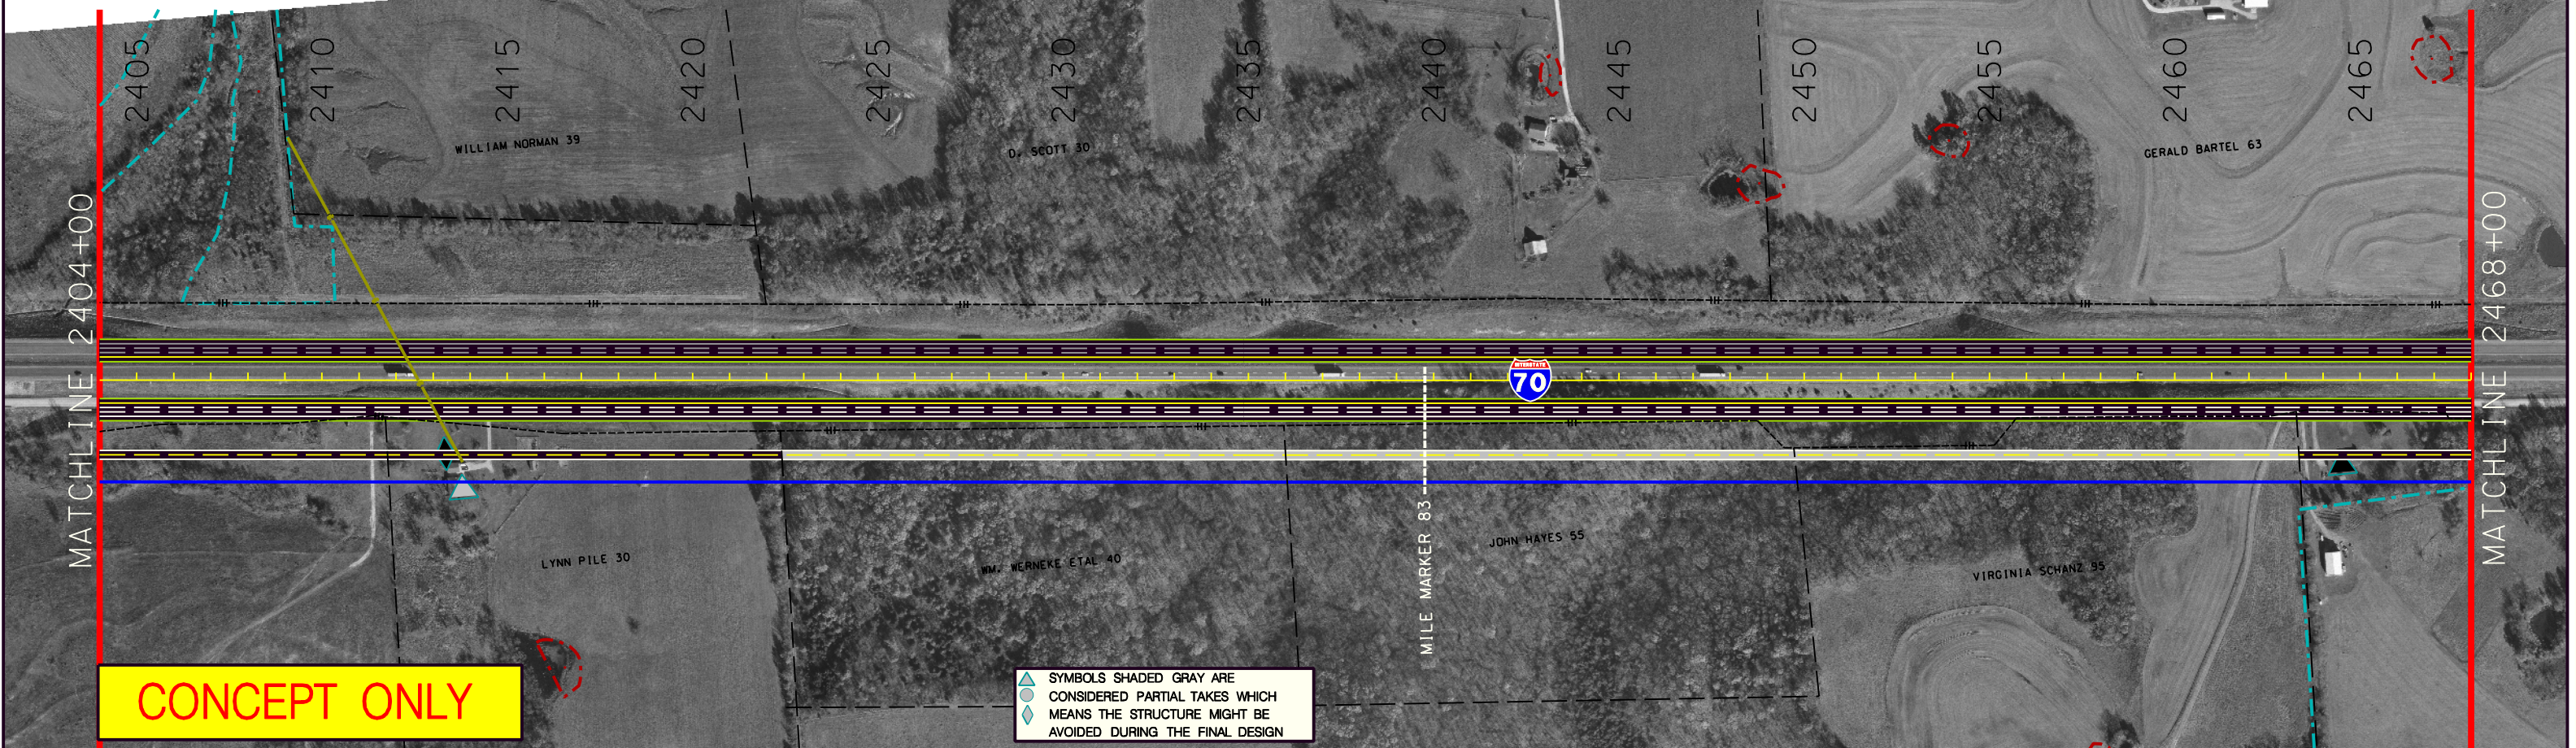 2405
2410
2415
2420
2425
2430
2435
2440
2445
2450
2455
2460
2465
WILLIAM NORMAN 39
D. SCOTT 30
GERALD BARTEL 63
MATCHLINE 2404+00
MATCHLINE 2468+00
INTERSTATE
70
MILE MARKER 83
LYNN PILE 30
WM. WERNEKE ETAL 40
JOHN HAYES 55
VIRGINIA SCHANZ 95
CONCEPT ONLY
SYMBOLS SHADED GRAY ARE
CONSIDERED PARTIAL TAKES WHICH
MEANS THE STRUCTURE MIGHT BE
AVOIDED DURING THE FINAL DESIGN